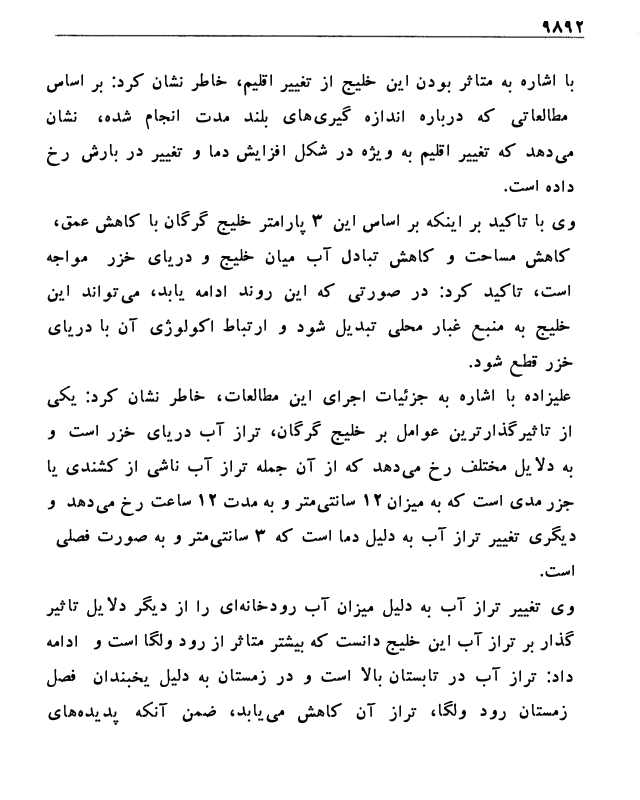 ۹۸۹۲
با اشاره به متاثر بودن این خلیج از تغییر اقلیم، خاطر نشان کرد: بر اساس
مطالعاتی که درباره اندازه گیری‌های بلند مدت انجام شده، نشان
می‌دهد که تغییر اقلیم به ویژه در شکل افزایش دما و تغییر در بارش رخ
داده است.
وی با تاکید بر اینکه بر اساس این ۳ پارامتر خلیج گرگان با کاهش عمق،
کاهش مساحت و کاهش تبادل آب میان خلیج و دریای خزر مواجه
است، تاکید کرد: در صورتی که این روند ادامه یابد، می‌تواند این
خلیج به منبع غبار محلی تبدیل شود و ارتباط اکولوژی آن با دریای
خزر قطع شود.
علیزاده با اشاره به جزئیات اجرای این مطالعات، خاطر نشان کرد: یکی
از تاثیرگذارترین عوامل بر خلیج گرگان، تراز آب دریای خزر است و
به دلایل مختلف رخ می‌دهد که از آن جمله تراز آب ناشی از کشندی یا
جزر مدی است که به میزان ۱۲ سانتی‌متر و به مدت ۱۲ ساعت رخ می‌دهد و
دیگری تغییر تراز آب به دلیل دما است که ۳ سانتی‌متر و به صورت فصلی
است.
وی تغییر تراز آب به دلیل میزان آب رودخانه‌ای را از دیگر دلایل تاثیر
گذار بر تراز آب این خلیج دانست که بیشتر متاثر از رود ولگا است و ادامه
داد: تراز آب در تابستان بالا است و در زمستان به دلیل یخبندان فصل
زمستان رود ولگا، تراز آن کاهش می‌یابد، ضمن آنکه پدیده‌های